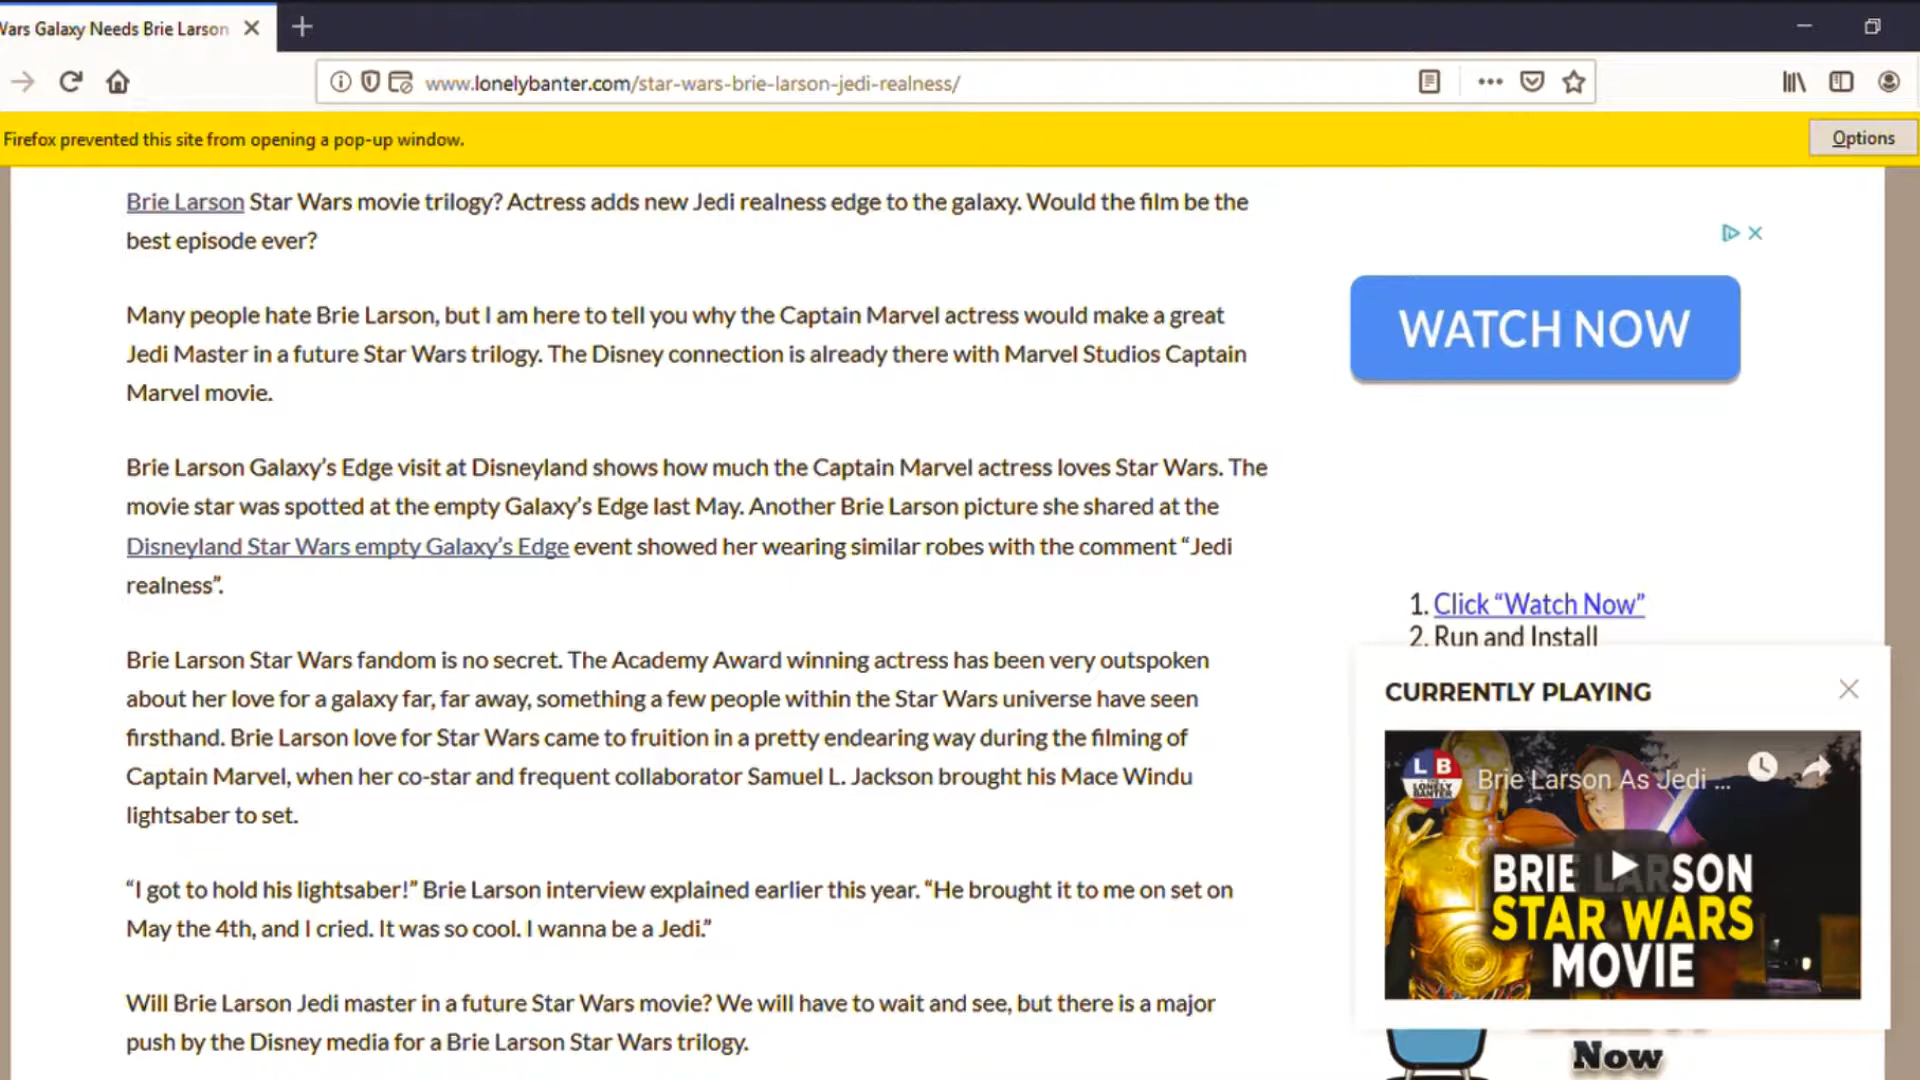 Wars Galaxy Needs Brie Larson
www.lonelybanter.com/star-wars-brie-larson-jedi-realness/
Firefox prevented this site from opening a pop-up window.
Options
Brie Larson Star Wars movie trilogy? Actress adds new Jedi realness edge to the galaxy. Would the film be the
best episode ever?
Many people hate Brie Larson, but I am here to tell you why the Captain Marvel actress would make a great
Jedi Master in a future Star Wars trilogy. The Disney connection is already there with Marvel Studios Captain
Marvel movie.
Brie Larson Galaxy’s Edge visit at Disneyland shows how much the Captain Marvel actress loves Star Wars. The
movie star was spotted at the empty Galaxy’s Edge last May. Another Brie Larson picture she shared at the
Disneyland Star Wars empty Galaxy’s Edge event showed her wearing similar robes with the comment “Jedi
realness”.
Brie Larson Star Wars fandom is no secret. The Academy Award winning actress has been very outspoken
about her love for a galaxy far, far away, something a few people within the Star Wars universe have seen
firsthand. Brie Larson love for Star Wars came to fruition in a pretty endearing way during the filming of
Captain Marvel, when her co-star and frequent collaborator Samuel L. Jackson brought his Mace Windu
lightsaber to set.
“I got to hold his lightsaber!” Brie Larson interview explained earlier this year. “He brought it to me on set on
May the 4th, and I cried. It was so cool. I wanna be a Jedi.”
Will Brie Larson Jedi master in a future Star Wars movie? We will have to wait and see, but there is a major
push by the Disney media for a Brie Larson Star Wars trilogy.
WATCH NOW
1. Click “Watch Now”
2. Run and Install
CURRENTLY PLAYING
L B
THE
LONELY
BANTER
Brie Larson As Jedi ...
BRIE LARSON
STAR WARS
MOVIE
Now